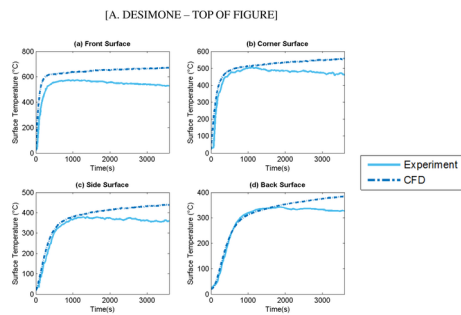 [A. DESIMONE – TOP OF FIGURE]
(a) Front Surface
Surface Temperature (°C)
800
600
400
200
0
0 1000 2000 3000
Time(s)
(b) Corner Surface
Surface Temperature (°C)
600
500
400
300
200
100
0
0 1000 2000 3000
Time(s)
Experiment
CFD
(c) Side Surface
Surface Temperature (°C)
500
400
300
200
100
0
0 1000 2000 3000
Time(s)
(d) Back Surface
Surface Temperature (°C)
400
300
200
100
0
0 1000 2000 3000
Time(s)